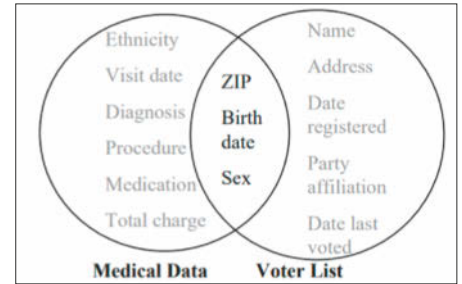 Ethnicity
Visit date
Diagnosis
Procedure
Medication
Total charge
ZIP
Birth
date
Sex
Name
Address
Date
registered
Party
affiliation
Date last
voted
Medical Data
Voter List